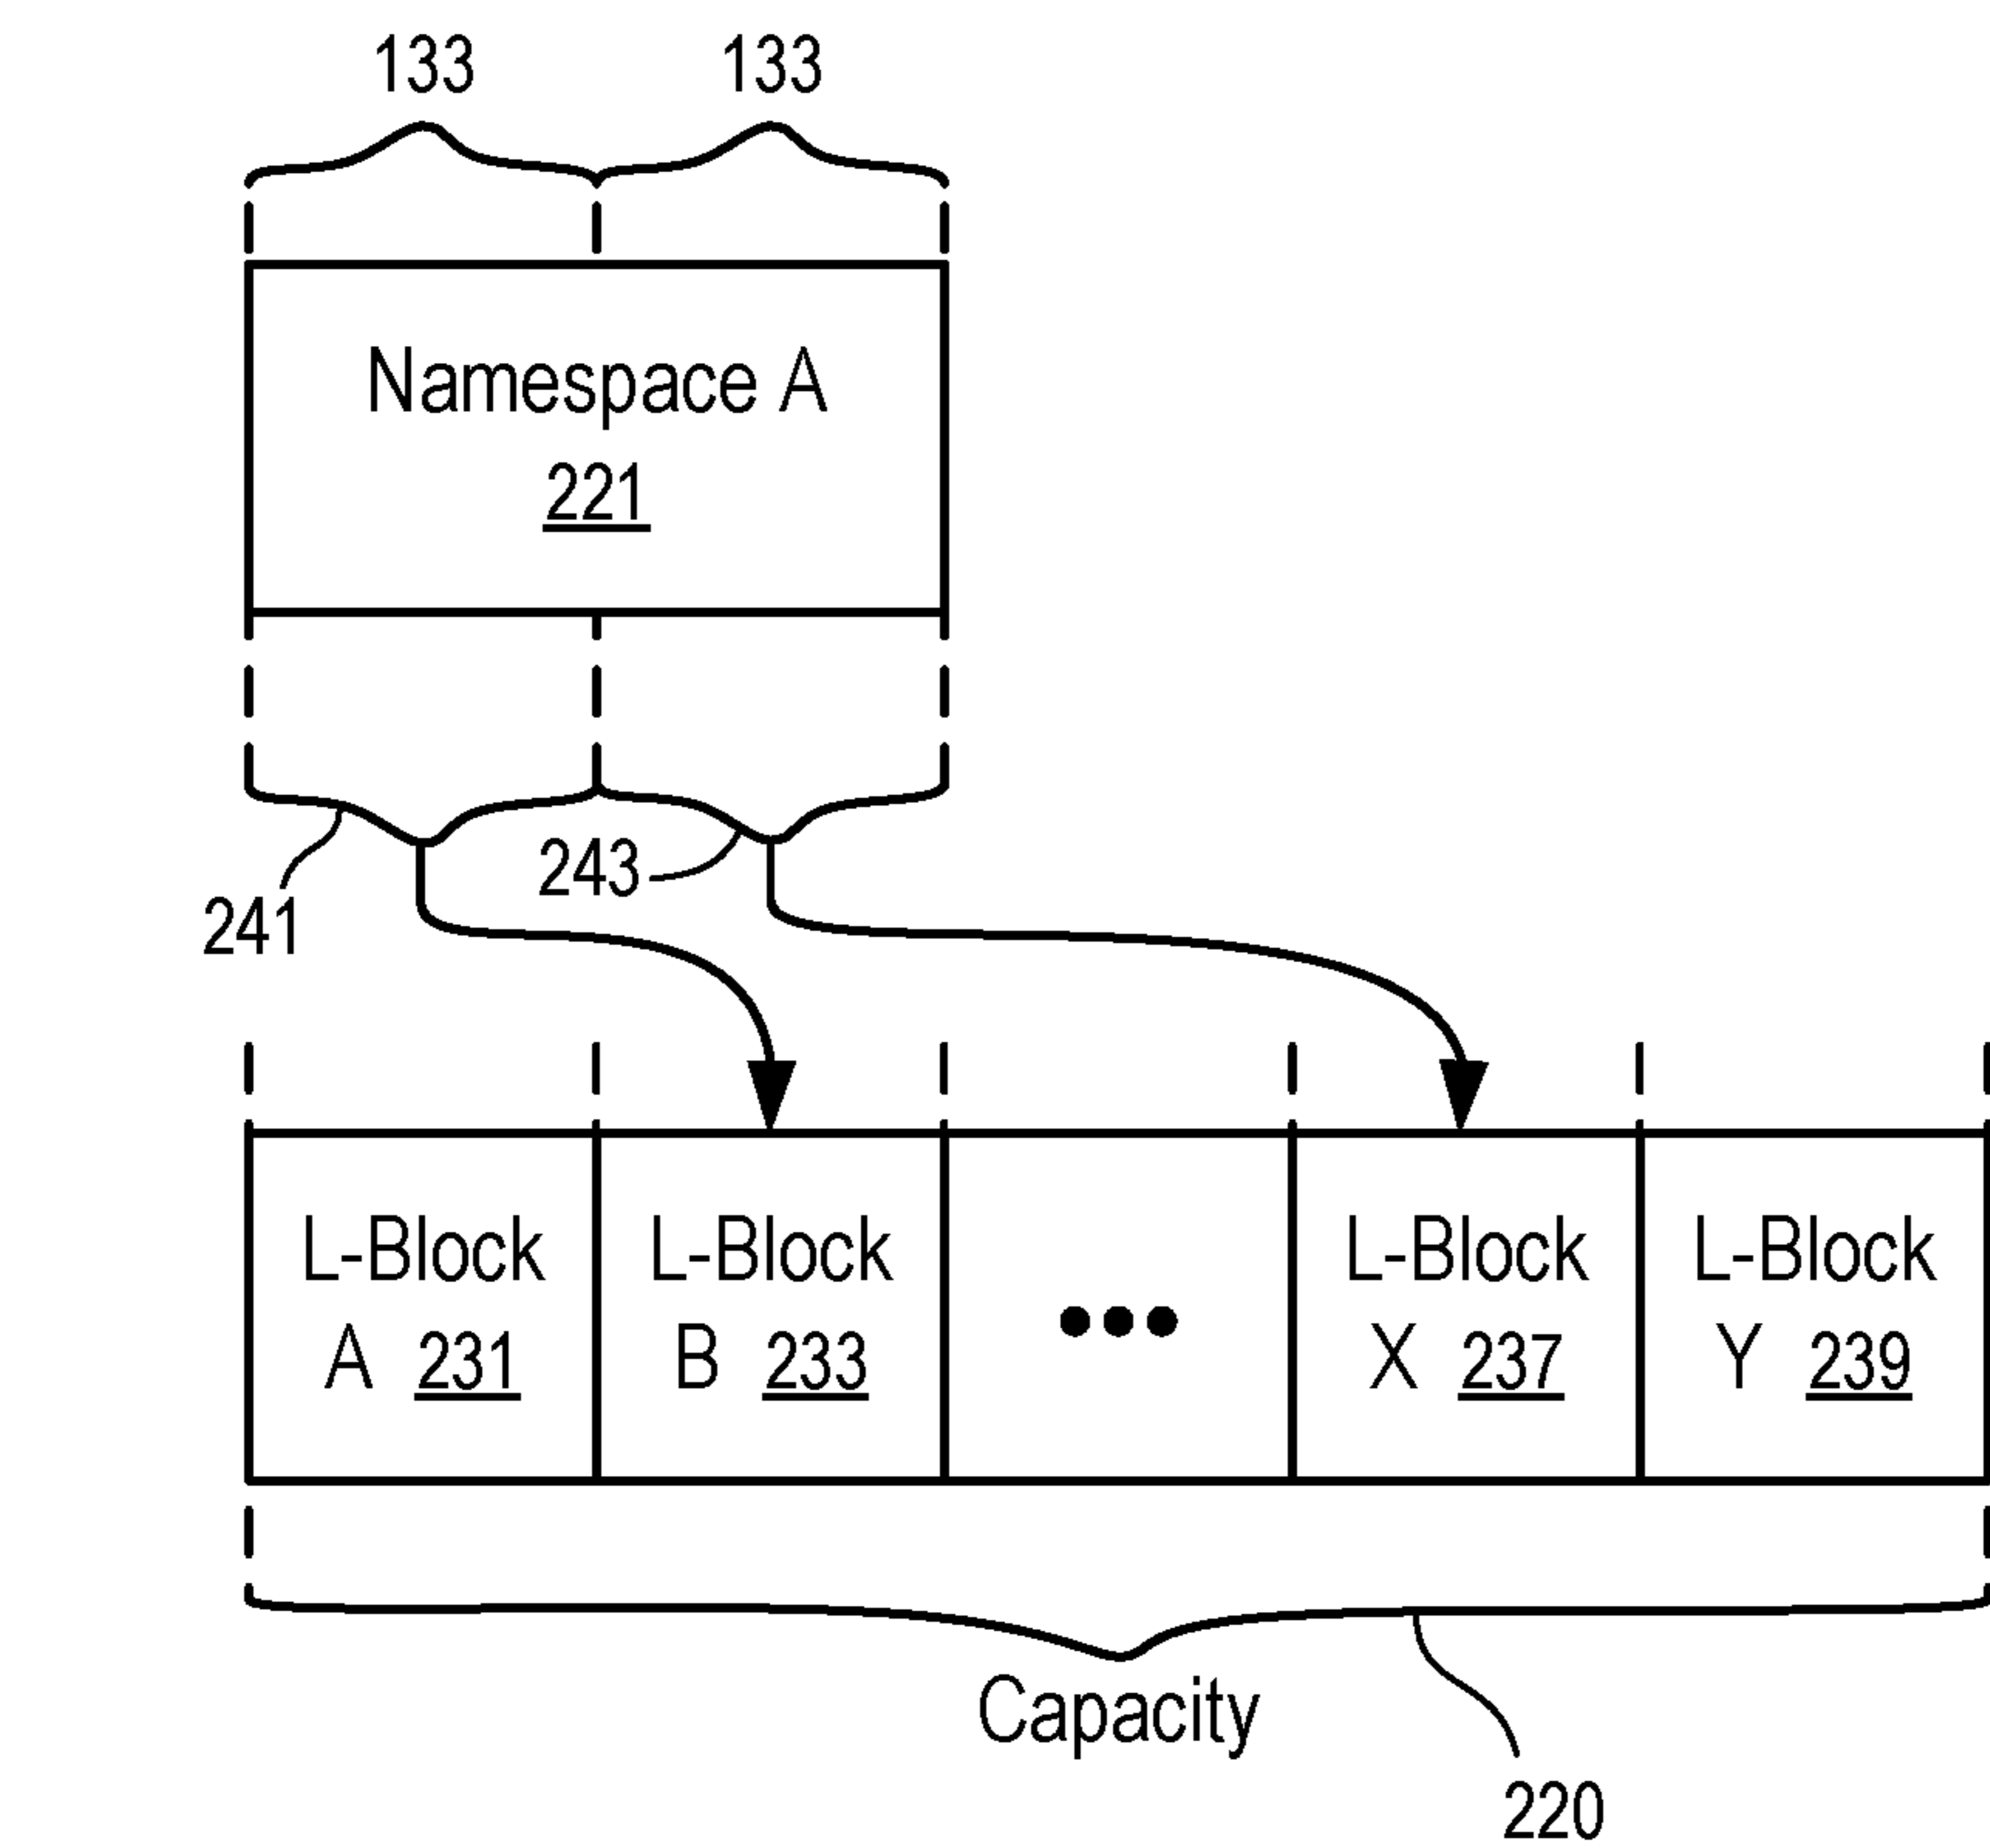 133 133
Namespace A
221
241
243
L-Block
A 231
L-Block
B 233
•••
L-Block
X 237
L-Block
Y 239
Capacity
220